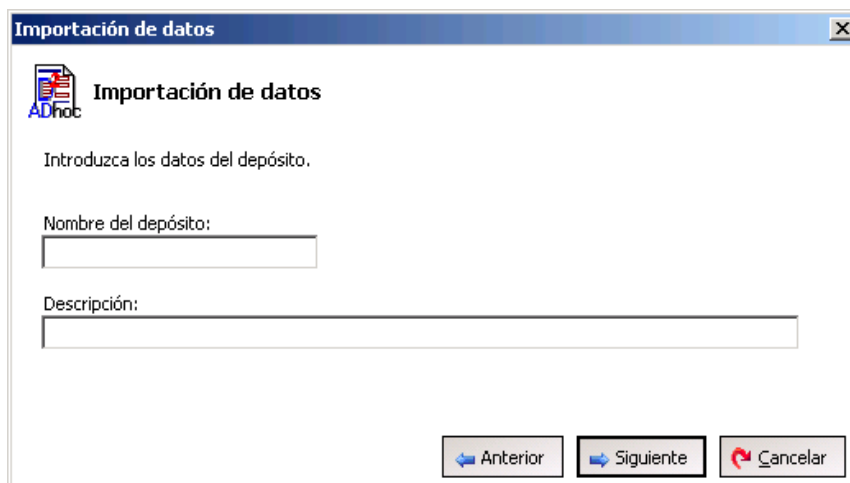 Importación de datos
ADhoc
Importación de datos
Introduzca los datos del depósito.
Nombre del depósito:
Descripción:
Anterior
Siguiente
Cancelar